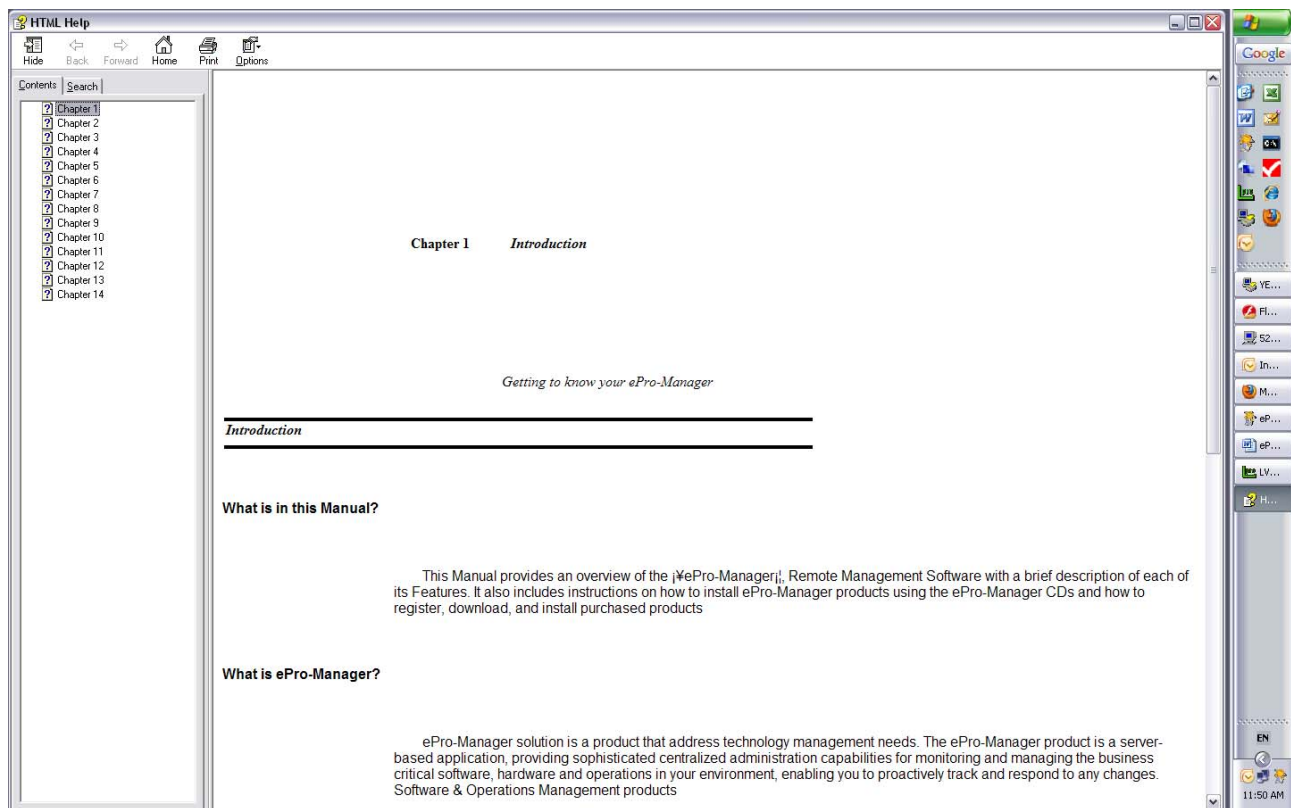 HTML Help
Hide Back Forward Home Print Options
Google
Contents Search
Chapter 1
Chapter 2
Chapter 3
Chapter 4
Chapter 5
Chapter 6
Chapter 7
Chapter 8
Chapter 9
Chapter 10
Chapter 11
Chapter 12
Chapter 13
Chapter 14
Chapter 1 Introduction
Getting to know your ePro-Manager
Introduction
What is in this Manual?
This Manual provides an overview of the ¡¥ePro-Manager¡¦, Remote Management Software with a brief description of each of
its Features. It also includes instructions on how to install ePro-Manager products using the ePro-Manager CDs and how to
register, download, and install purchased products
What is ePro-Manager?
ePro-Manager solution is a product that address technology management needs. The ePro-Manager product is a server-
based application, providing sophisticated centralized administration capabilities for monitoring and managing the business
critical software, hardware and operations in your environment, enabling you to proactively track and respond to any changes.
Software & Operations Management products
YE...
Fl...
52...
In...
M...
eP...
eP...
LV...
H...
EN
11:50 AM